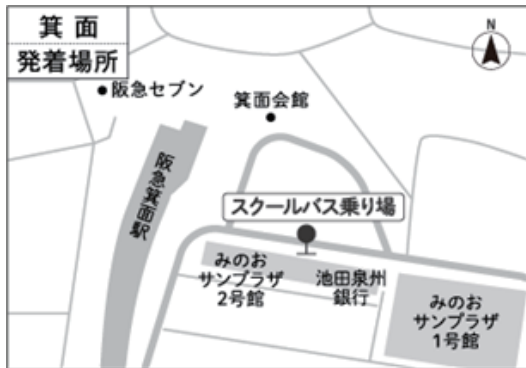 箕面
発着場所
N
阪急セブン
箕面会館
阪急箕面駅
スクールバス乗り場
みのお
サンプラザ
2号館
池田泉州
銀行
みのお
サンプラザ
1号館